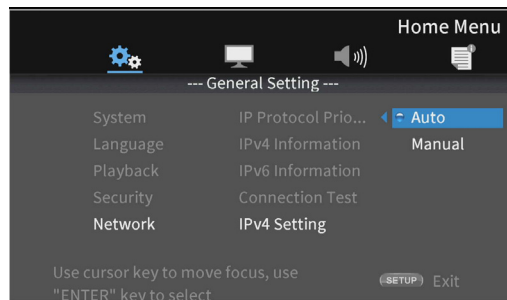 Home Menu
--- General Setting ---
System IP Protocol Prio... Auto
Language IPv4 Information Manual
Playback IPv6 Information
Security Connection Test
Network IPv4 Setting
Use cursor key to move focus, use SETUP Exit
"ENTER" key to select